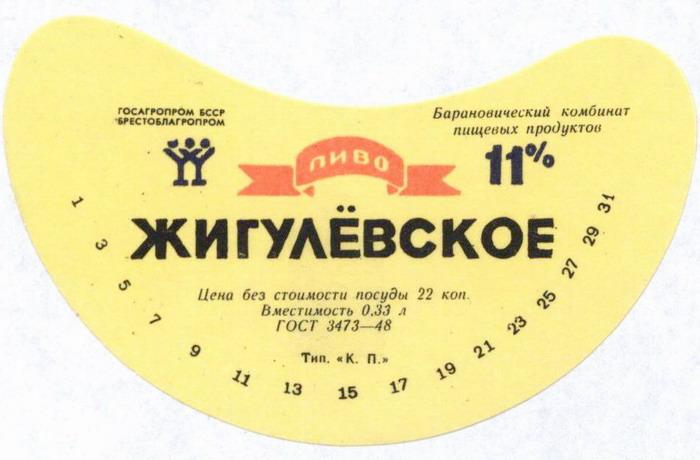 ГОСАГРОПРОМ БССР
БРЕСТОБЛАГРОПРОМ
Барановический комбинат
пищевых продуктов
11%
ПИВО
ЖИГУЛЁВСКОЕ
Цена без стоимости посуды 22 коп.
Вместимость 0,33 л
ГОСТ 3473—48
Тип. «К. П.»
1 3 5 7 9 11 13 15 17 19 21 23 25 27 29 31